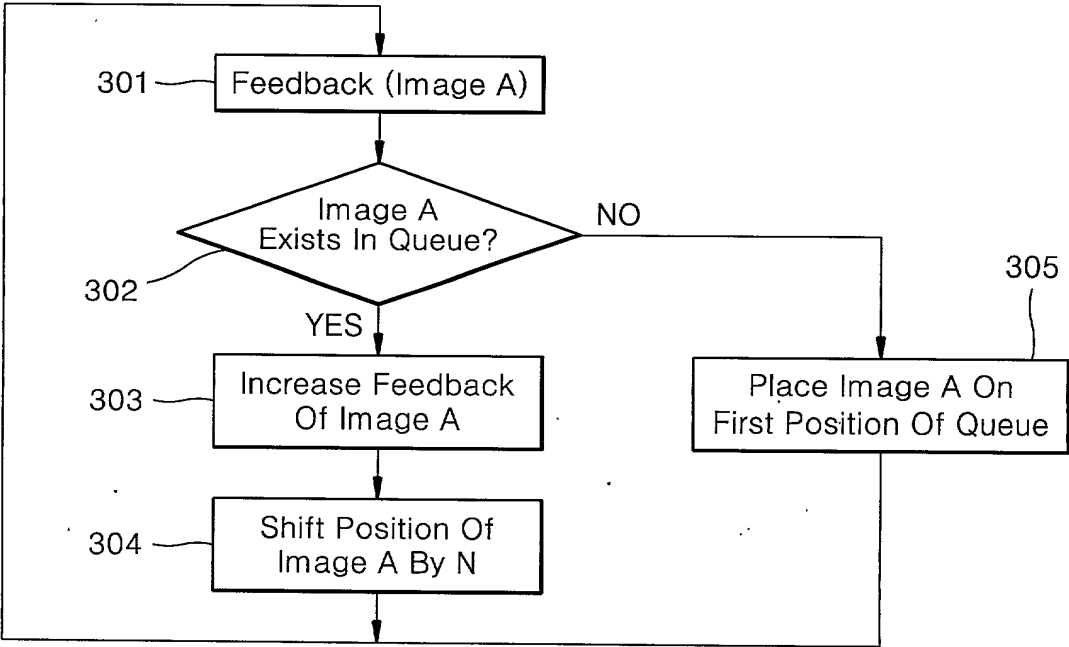 301
Feedback (Image A)
Image A
Exists In Queue?
NO
302
305
YES
303
Increase Feedback
Of Image A
Place Image A On
First Position Of Queue
304
Shift Position Of
Image A By N